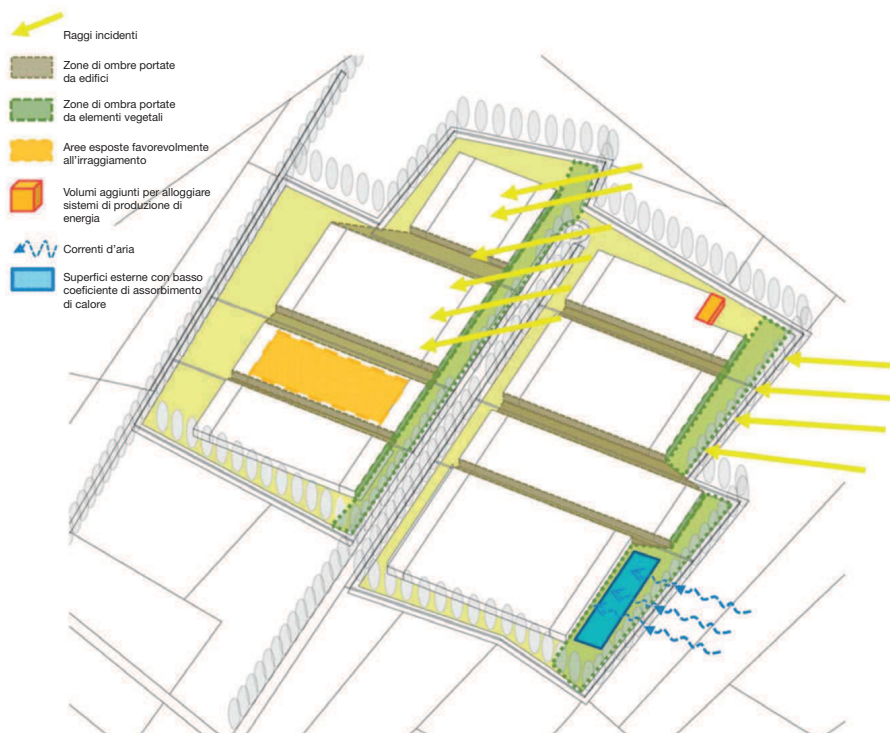 Raggi incidenti
Zone di ombre portate
da edifici
Zone di ombra portate
da elementi vegetali
Aree esposte favorevolmente
all'irraggiamento
Volumi aggiunti per alloggiare
sistemi di produzione di
energia
Correnti d'aria
Superfici esterne con basso
coeficiente di assorbimento
di calore